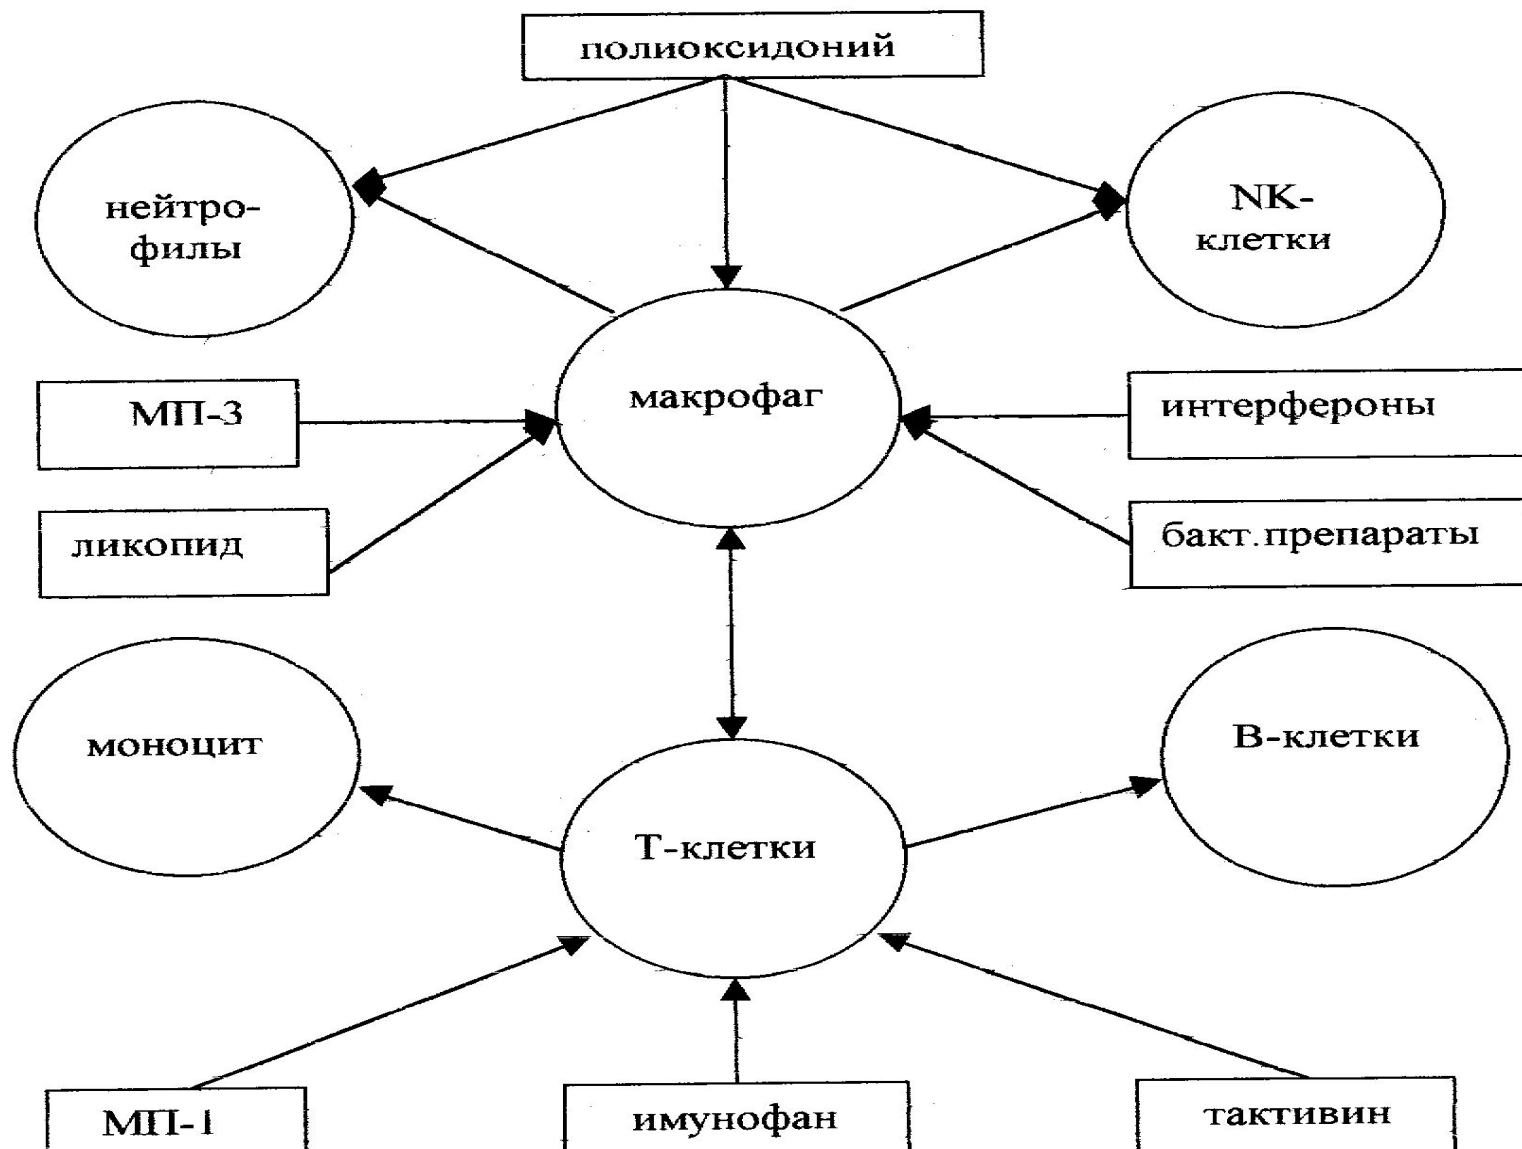 полиоксидоний
нейтро-
филы
NK-
клетки
макрофаг
МП-3
интерфероны
ликопид
бакт.препараты
моноцит
В-клетки
Т-клетки
МП-1
имунофан
тактивин